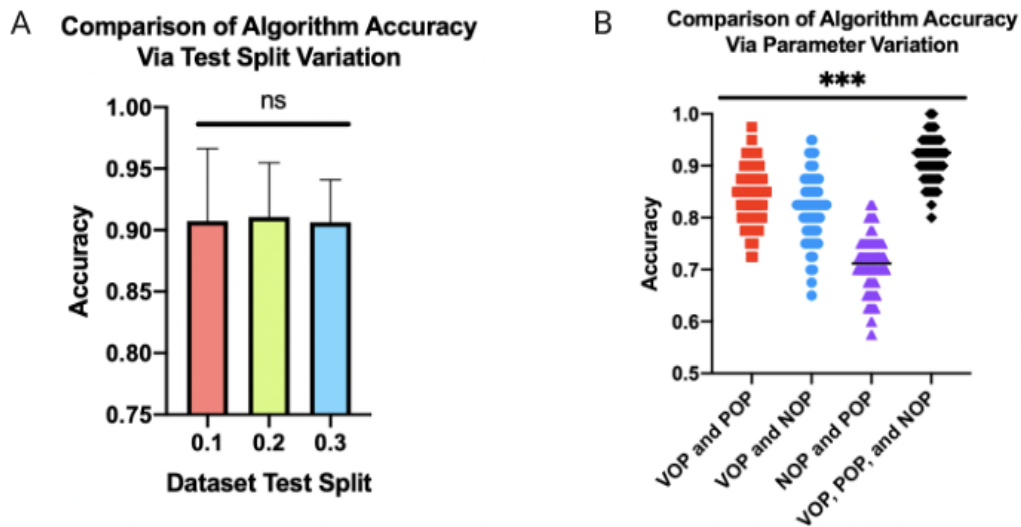 A
Comparison of Algorithm Accuracy
Via Test Split Variation
ns
1.00
0.95
0.90
0.85
0.80
0.75
Accuracy
0.1 0.2 0.3
Dataset Test Split
B
Comparison of Algorithm Accuracy
Via Parameter Variation
***
1.0
0.9
0.8
0.7
0.6
0.5
Accuracy
VOP and POP
VOP and NOP
NOP and POP
VOP, POP, and NOP